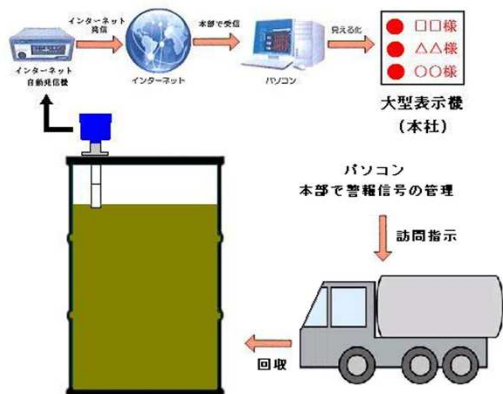 インターネット
発信
本部で受信
見える化
インターネット
自動発信機
インターネット
パソコン
□□様
△△様
○○様
大型表示機
(本社)
パソコン
本部で警報信号の管理
訪問指示
回収